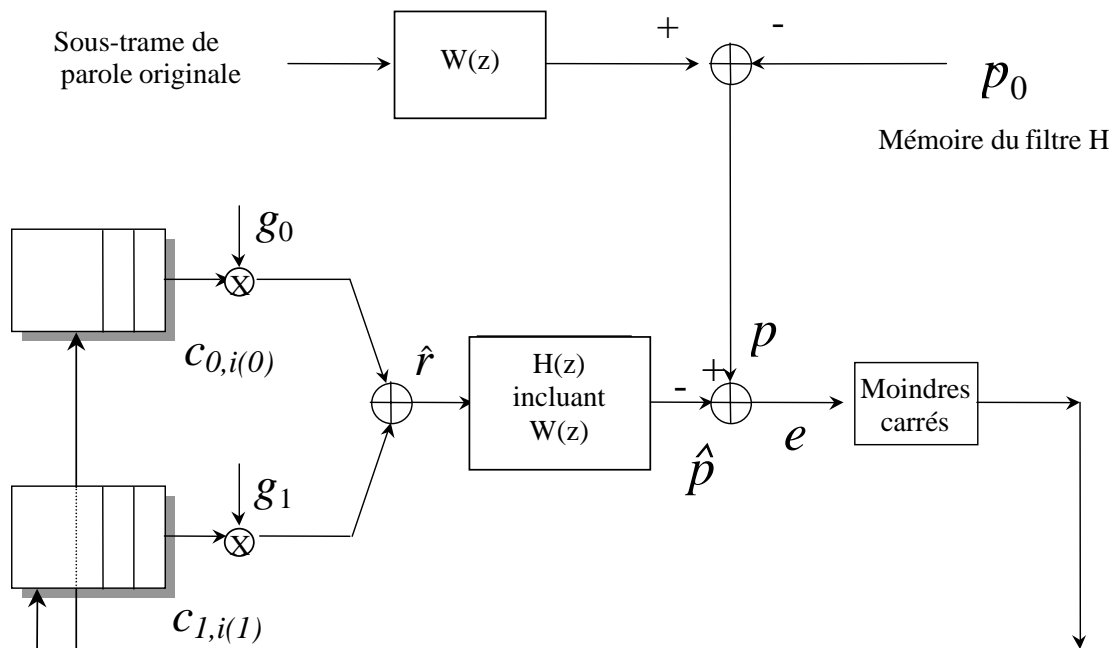 + -
Sous-trame de
parole originale
W(z)
p₀
Mémoire du filtre H
g₀
X
c₀,i(0)
r̂
H(z)
incluant
W(z)
-
+
p
p̂
e
Moindres
carrés
g₁
X
c₁,i(1)